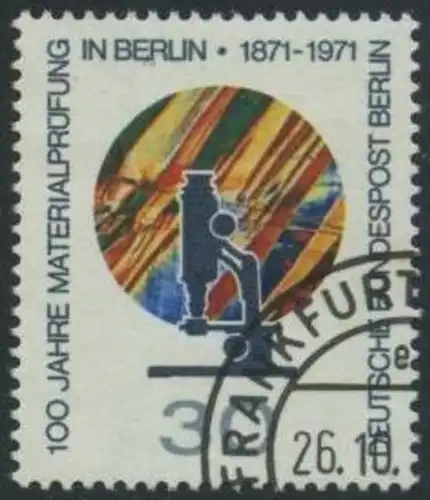 100 JAHRE MATERIALPRÜFUNG
IN BERLIN • 1871-1971
DEUTSCHE BUNDESPOST BERLIN
30
FRANKFURT
e
26.10.